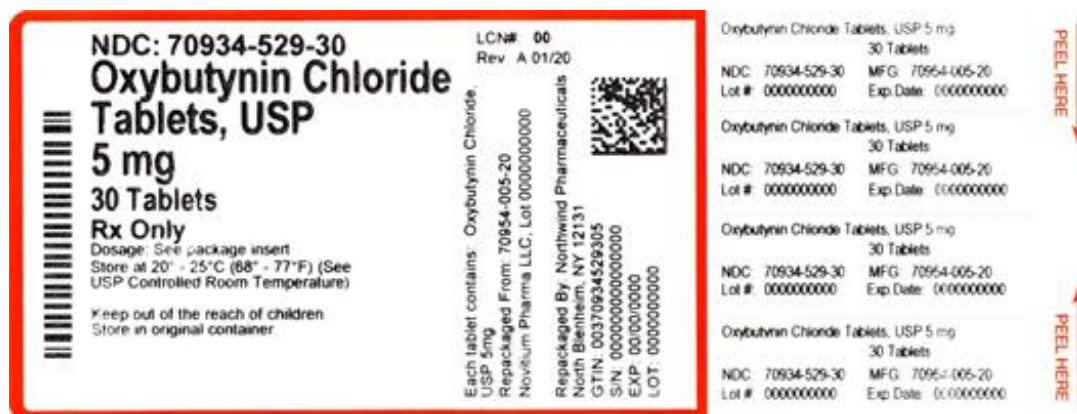 NDC: 70934-529-30
Oxybutynin Chloride
Tablets, USP
5 mg
30 Tablets
Rx Only
Dosage: See package insert
Store at 20° - 25°C (68° - 77°F) (See
USP Controlled Room Temperature)
Keep out of the reach of children
Store in original container
LCN#: 00
Rev. A 01/20
Each tablet contains: Oxybutynin Chloride,
USP 5mg
Repackaged From: 70954-005-20
Novitium Pharma LLC, Lot 0000000000
Repackaged By: Northwind Pharmaceuticals
North Blenheim, NY 12131
GTIN: 00370934529305
S/N: 00000000000000
EXP: 00/00/0000
LOT: 0000000000
Oxybutynin Chloride Tablets, USP 5 mg
30 Tablets
NDC: 70934-529-30 MFG: 70954-005-20
Lot #: 0000000000 Exp.Date: 0000000000
Oxybutynin Chloride Tablets, USP 5 mg
30 Tablets
NDC: 70934-529-30 MFG: 70954-005-20
Lot #: 0000000000 Exp.Date: 0000000000
Oxybutynin Chloride Tablets, USP 5 mg
30 Tablets
NDC: 70934-529-30 MFG: 70954-005-20
Lot #: 0000000000 Exp.Date: 0000000000
Oxybutynin Chloride Tablets, USP 5 mg
30 Tablets
NDC: 70934-529-30 MFG: 70954-005-20
Lot #: 0000000000 Exp.Date: 0000000000
PEEL HERE
PEEL HERE